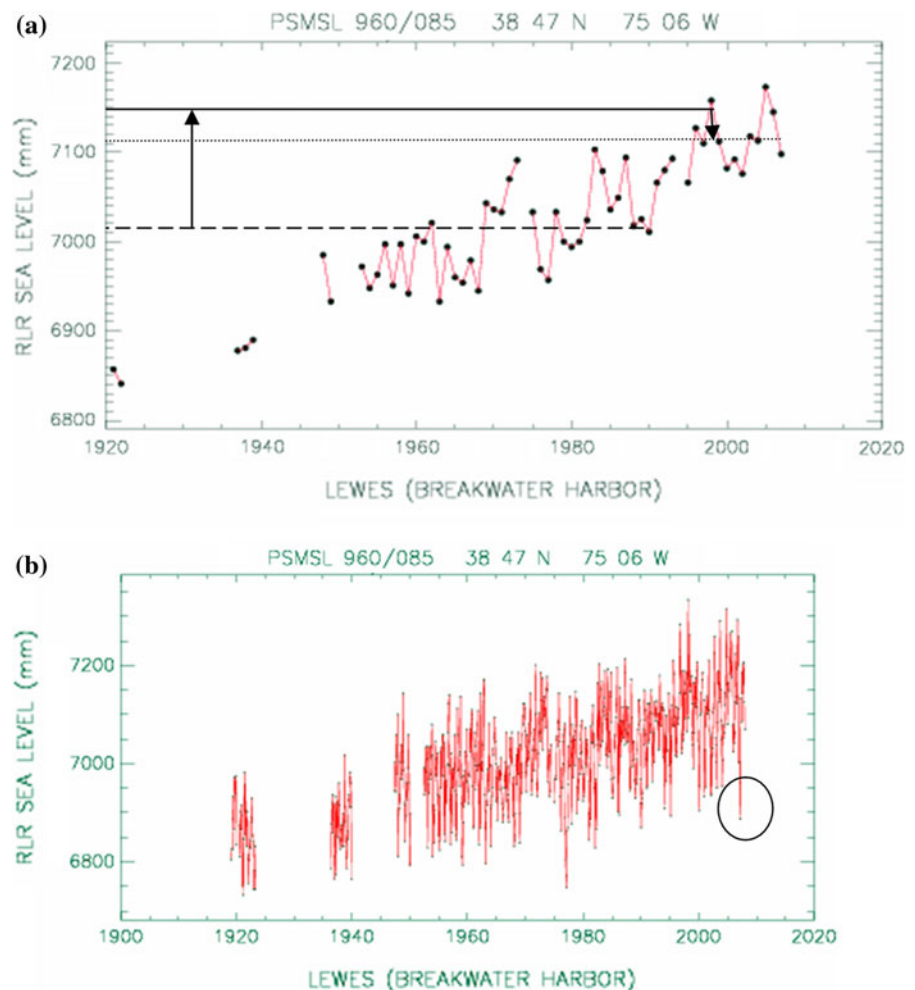 (a)
PSMSL 960/085 38 47 N 75 06 W
RLR SEA LEVEL (mm)
7200
7100
7000
6900
6800
1920 1940 1960 1980 2000 2020
LEWES (BREAKWATER HARBOR)
(b)
PSMSL 960/085 38 47 N 75 06 W
RLR SEA LEVEL (mm)
7200
7000
6800
1900 1920 1940 1960 1980 2000 2020
LEWES (BREAKWATER HARBOR)